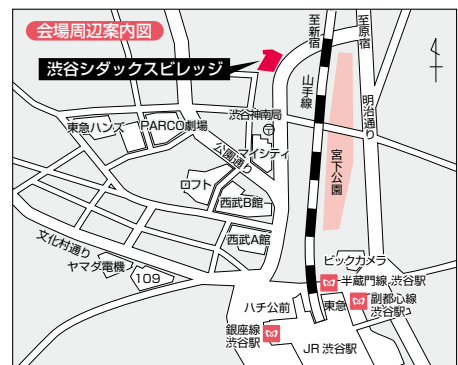 会場周辺案内図
至新宿
至原宿
渋谷シダックスビレッジ
山手線
明治通り
渋谷神南局
東急ハンズ
PARCO劇場
公園通り
マイシティ
宮下公園
ロフト
西武B館
西武A館
文化村通り
ヤマダ電機
109
ビックカメラ
半蔵門線 渋谷駅
ハチ公前
東急
副都心線
渋谷駅
銀座線
渋谷駅
JR 渋谷駅